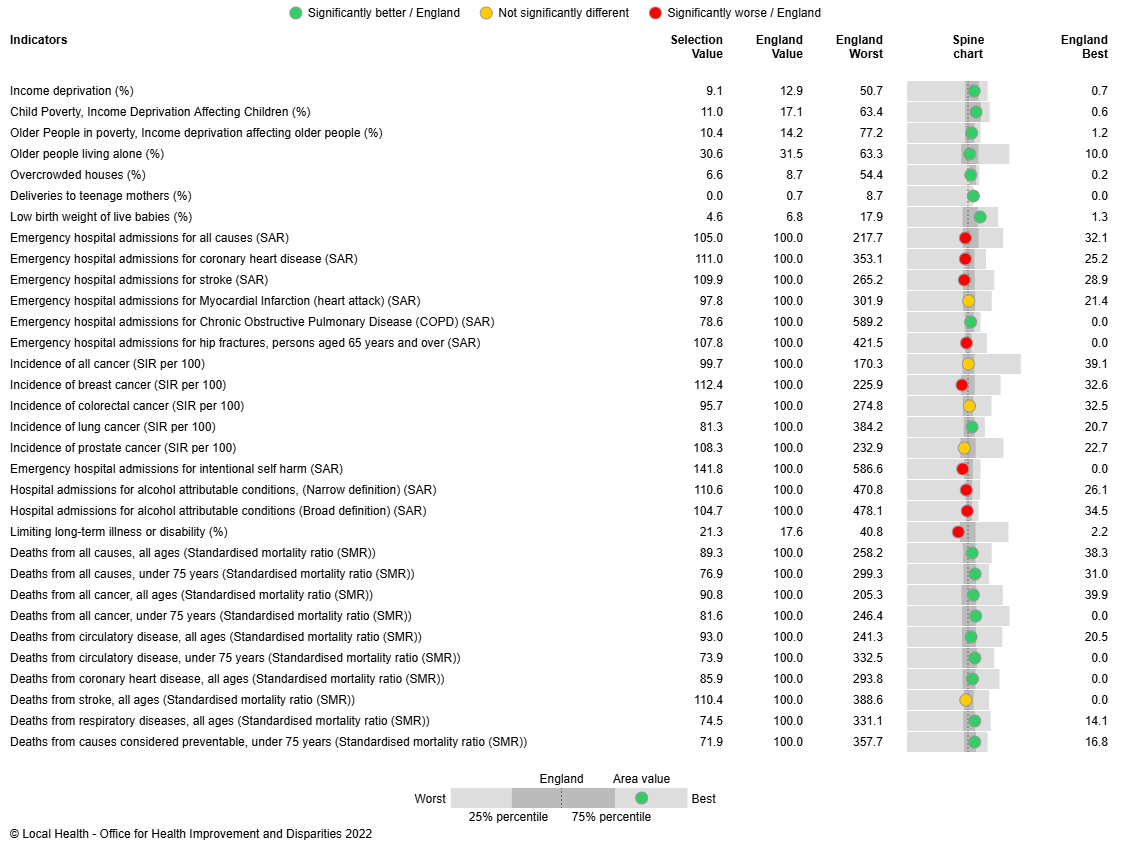 Significantly better / England Not significantly different Significantly worse / England
Indicators Selection Value England Value England Worst Spine chart England Best
Income deprivation (%) 9.1 12.9 50.7 0.7
Child Poverty, Income Deprivation Affecting Children (%) 11.0 17.1 63.4 0.6
Older People in poverty, Income deprivation affecting older people (%) 10.4 14.2 77.2 1.2
Older people living alone (%) 30.6 31.5 63.3 10.0
Overcrowded houses (%) 6.6 8.7 54.4 0.2
Deliveries to teenage mothers (%) 0.0 0.7 8.7 0.0
Low birth weight of live babies (%) 4.6 6.8 17.9 1.3
Emergency hospital admissions for all causes (SAR) 105.0 100.0 217.7 32.1
Emergency hospital admissions for coronary heart disease (SAR) 111.0 100.0 353.1 25.2
Emergency hospital admissions for stroke (SAR) 109.9 100.0 265.2 28.9
Emergency hospital admissions for Myocardial Infarction (heart attack) (SAR) 97.8 100.0 301.9 21.4
Emergency hospital admissions for Chronic Obstructive Pulmonary Disease (COPD) (SAR) 78.6 100.0 589.2 0.0
Emergency hospital admissions for hip fractures, persons aged 65 years and over (SAR) 107.8 100.0 421.5 0.0
Incidence of all cancer (SIR per 100) 99.7 100.0 170.3 39.1
Incidence of breast cancer (SIR per 100) 112.4 100.0 225.9 32.6
Incidence of colorectal cancer (SIR per 100) 95.7 100.0 274.8 32.5
Incidence of lung cancer (SIR per 100) 81.3 100.0 384.2 20.7
Incidence of prostate cancer (SIR per 100) 108.3 100.0 232.9 22.7
Emergency hospital admissions for intentional self harm (SAR) 141.8 100.0 586.6 0.0
Hospital admissions for alcohol attributable conditions, (Narrow definition) (SAR) 110.6 100.0 470.8 26.1
Hospital admissions for alcohol attributable conditions (Broad definition) (SAR) 104.7 100.0 478.1 34.5
Limiting long-term illness or disability (%) 21.3 17.6 40.8 2.2
Deaths from all causes, all ages (Standardised mortality ratio (SMR)) 89.3 100.0 258.2 38.3
Deaths from all causes, under 75 years (Standardised mortality ratio (SMR)) 76.9 100.0 299.3 31.0
Deaths from all cancer, all ages (Standardised mortality ratio (SMR)) 90.8 100.0 205.3 39.9
Deaths from all cancer, under 75 years (Standardised mortality ratio (SMR)) 81.6 100.0 246.4 0.0
Deaths from circulatory disease, all ages (Standardised mortality ratio (SMR)) 93.0 100.0 241.3 20.5
Deaths from circulatory disease, under 75 years (Standardised mortality ratio (SMR)) 73.9 100.0 332.5 0.0
Deaths from coronary heart disease, all ages (Standardised mortality ratio (SMR)) 85.9 100.0 293.8 0.0
Deaths from stroke, all ages (Standardised mortality ratio (SMR)) 110.4 100.0 388.6 0.0
Deaths from respiratory diseases, all ages (Standardised mortality ratio (SMR)) 74.5 100.0 331.1 14.1
Deaths from causes considered preventable, under 75 years (Standardised mortality ratio (SMR)) 71.9 100.0 357.7 16.8
England Area value
Worst Best
25% percentile 75% percentile
© Local Health - Office for Health Improvement and Disparities 2022